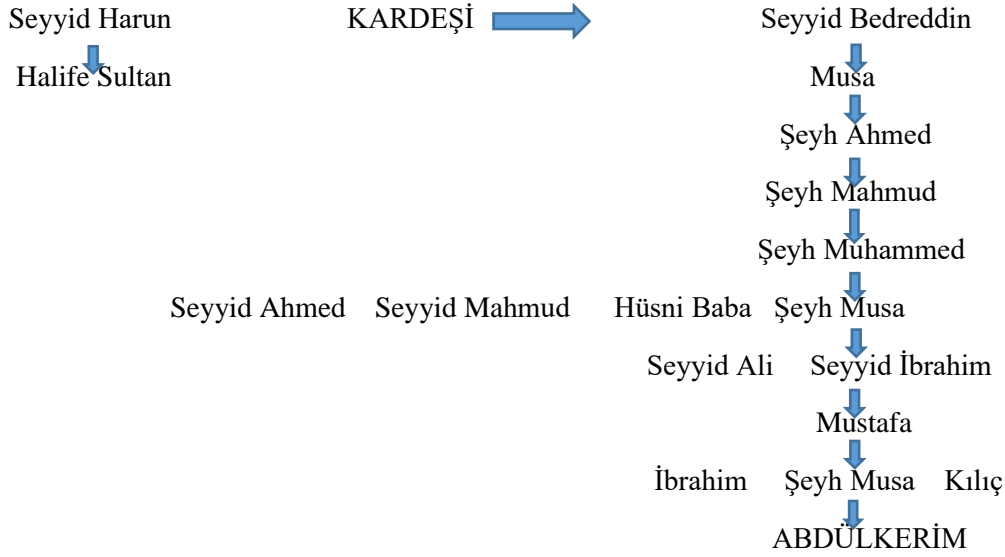 Seyyid Harun KARDEŞİ Seyyid Bedreddin
Halife Sultan Musa
Şeyh Ahmed
Şeyh Mahmud
Şeyh Muhammed
Seyyid Ahmed Seyyid Mahmud Hüsni Baba Şeyh Musa
Seyyid Ali Seyyid İbrahim
Mustafa
İbrahim Şeyh Musa Kılıç
ABDÜLKERİM